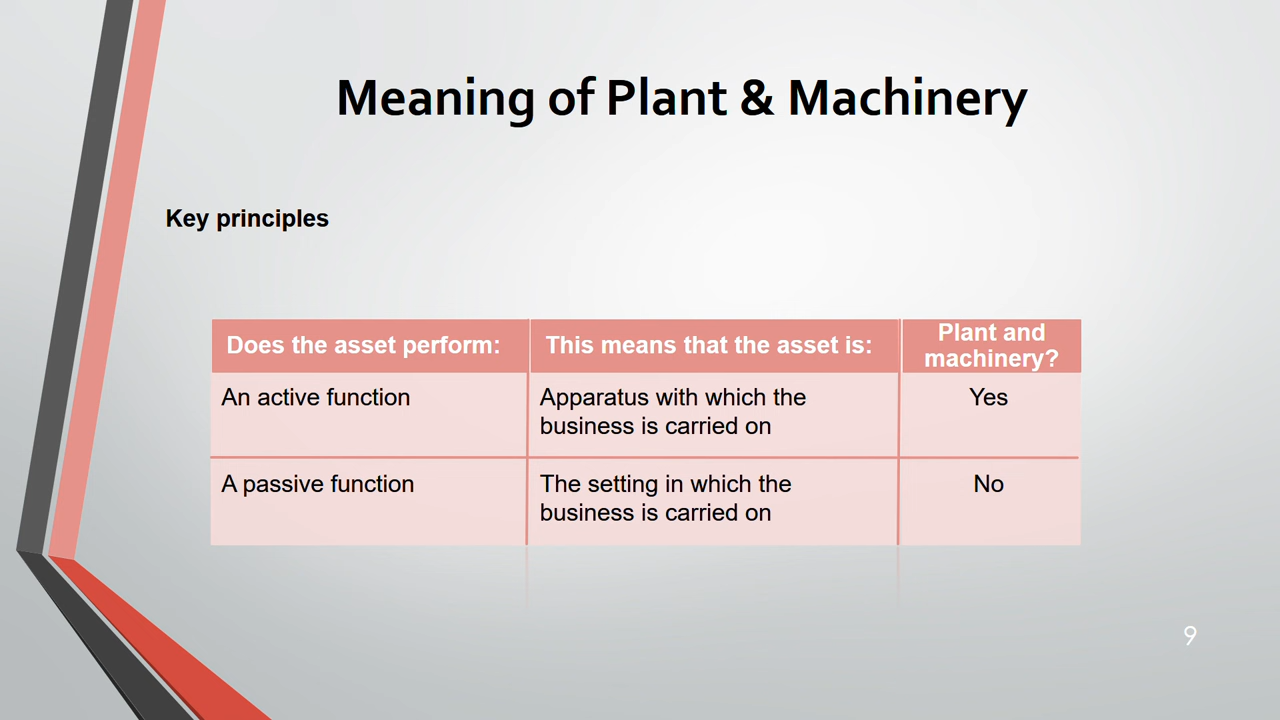 Meaning of Plant & Machinery
Key principles
Does the asset perform:
This means that the asset is:
Plant and
machinery?
An active function
Apparatus with which the
business is carried on
Yes
A passive function
The setting in which the
business is carried on
No
9